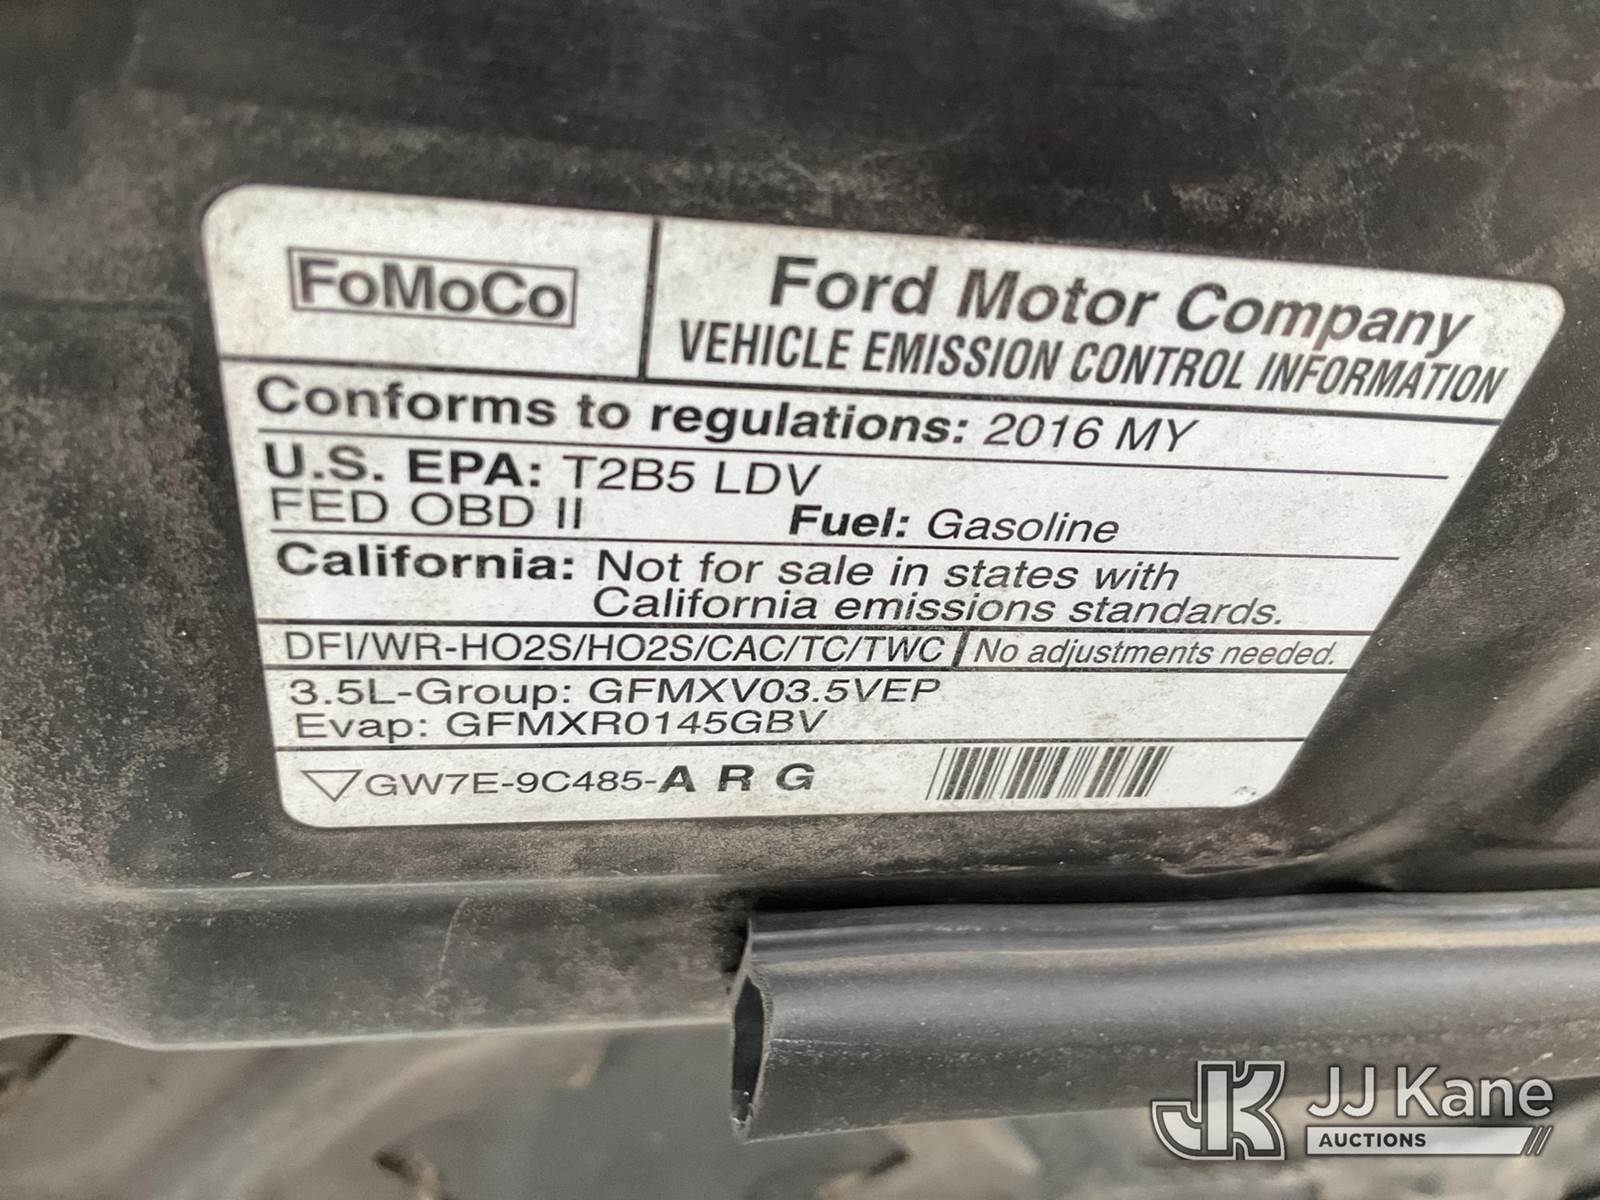 FoMoCo
Ford Motor Company
VEHICLE EMISSION CONTROL INFORMATION
Conforms to regulations: 2016 MY
U.S. EPA: T2B5 LDV
FED OBD II Fuel: Gasoline
California: Not for sale in states with
California emissions standards.
DFI/WR-HO2S/HO2S/CAC/TC/TWC No adjustments needed.
3.5L-Group: GFMXV03.5VEP
Evap: GFMXR0145GBV
GW7E-9C485-A R G
JK JJ Kane
AUCTIONS